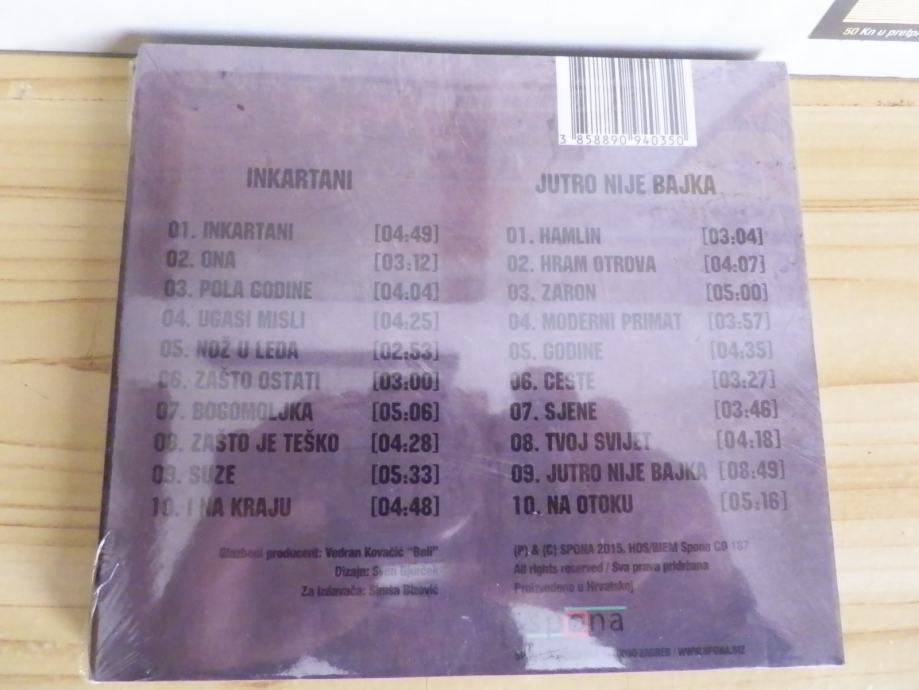 50 Kn u
3 858890 940350
INKARTANI
01. INKARTANI [04:49]
02. ONA [03:12]
03. POLA GODINE [04:04]
04. UGASI MISLI [04:25]
05. NOŽ U LEĐA [02:53]
06. ZAŠTO OSTATI [03:00]
07. BOGOMOLJKA [05:06]
08. ZAŠTO JE TEŠKO [04:28]
09. SUZE [05:33]
10. I NA KRAJU [04:48]
Glazbeni producent: Vedran Kovačić "Beli"
Dizajn: Sven
Za izdavača: Siniša Bizović
JUTRO NIJE BAJKA
01. HAMLIN [03:04]
02. HRAM OTROVA [04:07]
03. ZARON [05:00]
04. MODERNI PRIMAT [03:57]
05. GODINE [04:35]
06. CESTE [03:27]
07. SJENE [03:46]
08. TVOJ SVIJET [04:18]
09. JUTRO NIJE BAJKA [08:49]
10. NA OTOKU [05:16]
(P) & (C) SPONA 2015. HDS/BIEM Spona CD 187
All rights reserved / Sva prava pridržana
Proizvedeno u Hrvatskoj
spona
ZAGREB / WWW.SPONA.BIZ